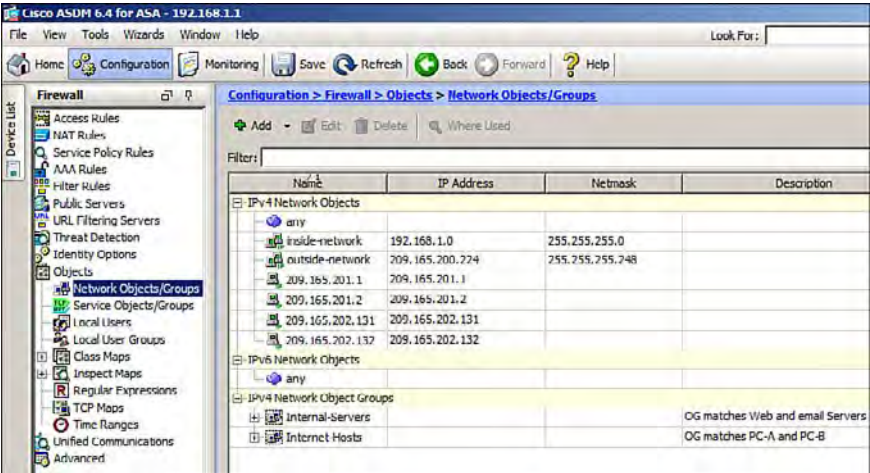 Cisco ASDM 6.4 for ASA - 192.168.1.1
File View Tools Wizards Window Help Look For:
Home Configuration Monitoring Save Refresh Back Forward Help
Device List
Firewall
Access Rules
NAT Rules
Service Policy Rules
AAA Rules
Filter Rules
Public Servers
URL Filtering Servers
Threat Detection
Identity Options
Objects
Network Objects/Groups
Service Objects/Groups
Local Users
Local User Groups
Class Maps
Inspect Maps
Regular Expressions
TCP Maps
Time Ranges
Unified Communications
Advanced
Configuration > Firewall > Objects > Network Objects/Groups
Add Edit Delete Where Used
Filter:
Name IP Address Netmask Description
IPv4 Network Objects
any
inside-network 192.168.1.0 255.255.255.0
outside-network 209.165.200.224 255.255.255.248
209.165.201.1 209.165.201.1
209.165.201.2 209.165.201.2
209.165.202.131 209.165.202.131
209.165.202.132 209.165.202.132
IPv6 Network Objects
any
IPv4 Network Object Groups
Internal-Servers OG matches Web and email Servers
Internet Hosts OG matches PC-A and PC-B